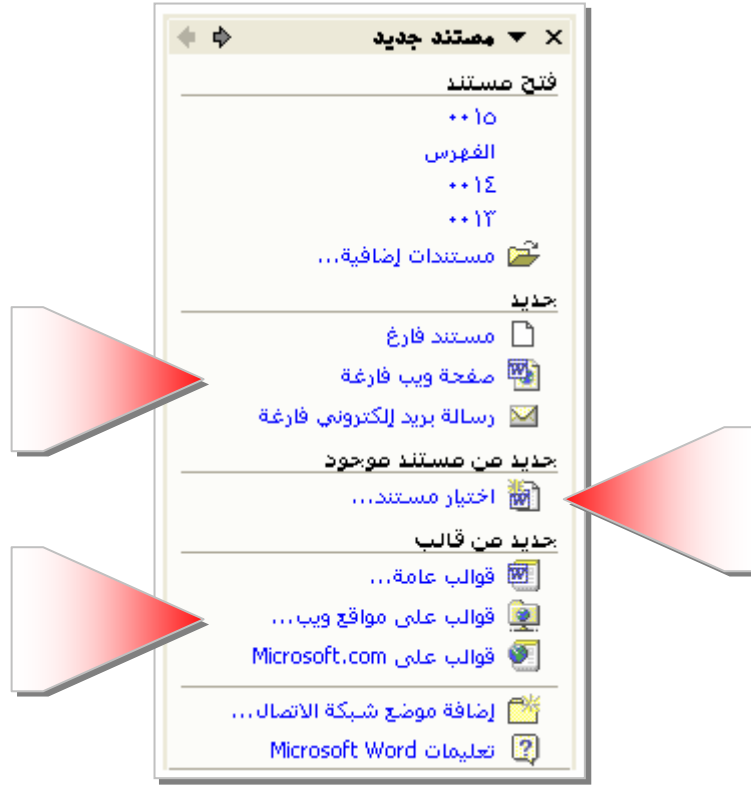 مستند جديد
فتح مستند
٠٠١٥
الفهرس
٠٠١٤
٠٠١٣
مستندات إضافية...
جديد
مستند فارغ
صفحة ويب فارغة
رسالة بريد إلكتروني فارغة
جديد من مستند موجود
اختيار مستند...
جديد من قالب
قوالب عامة...
قوالب على مواقع ويب...
قوالب على Microsoft.com
إضافة موضع شبكة الاتصال...
تعليمات Microsoft Word